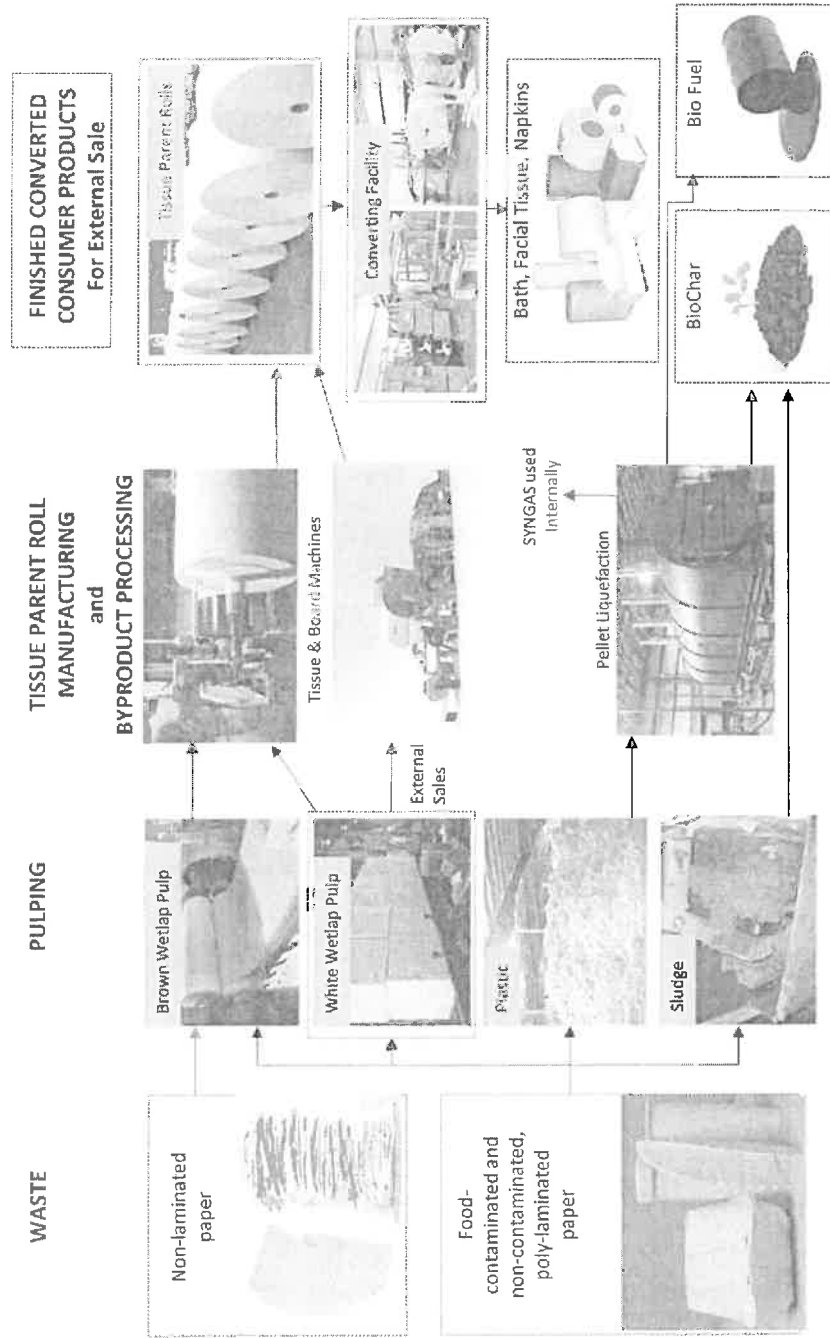 WASTE
Non-laminated
paper
Food-
contaminated and
non-contaminated,
poly-laminated
paper
PULPING
Brown Wetlap Pulp
White Wetlap Pulp
Plastic
Sludge
External
Sales
TISSUE PARENT ROLL
MANUFACTURING
and
BYPRODUCT PROCESSING
Tissue & Board Machines
Pellet Liquefaction
SYNGAS used
Internally
FINISHED CONVERTED
CONSUMER PRODUCTS
For External Sale
Tissue Parent Rolls
Converting Facility
Bath, Facial Tissue, Napkins
BioChar
Bio Fuel